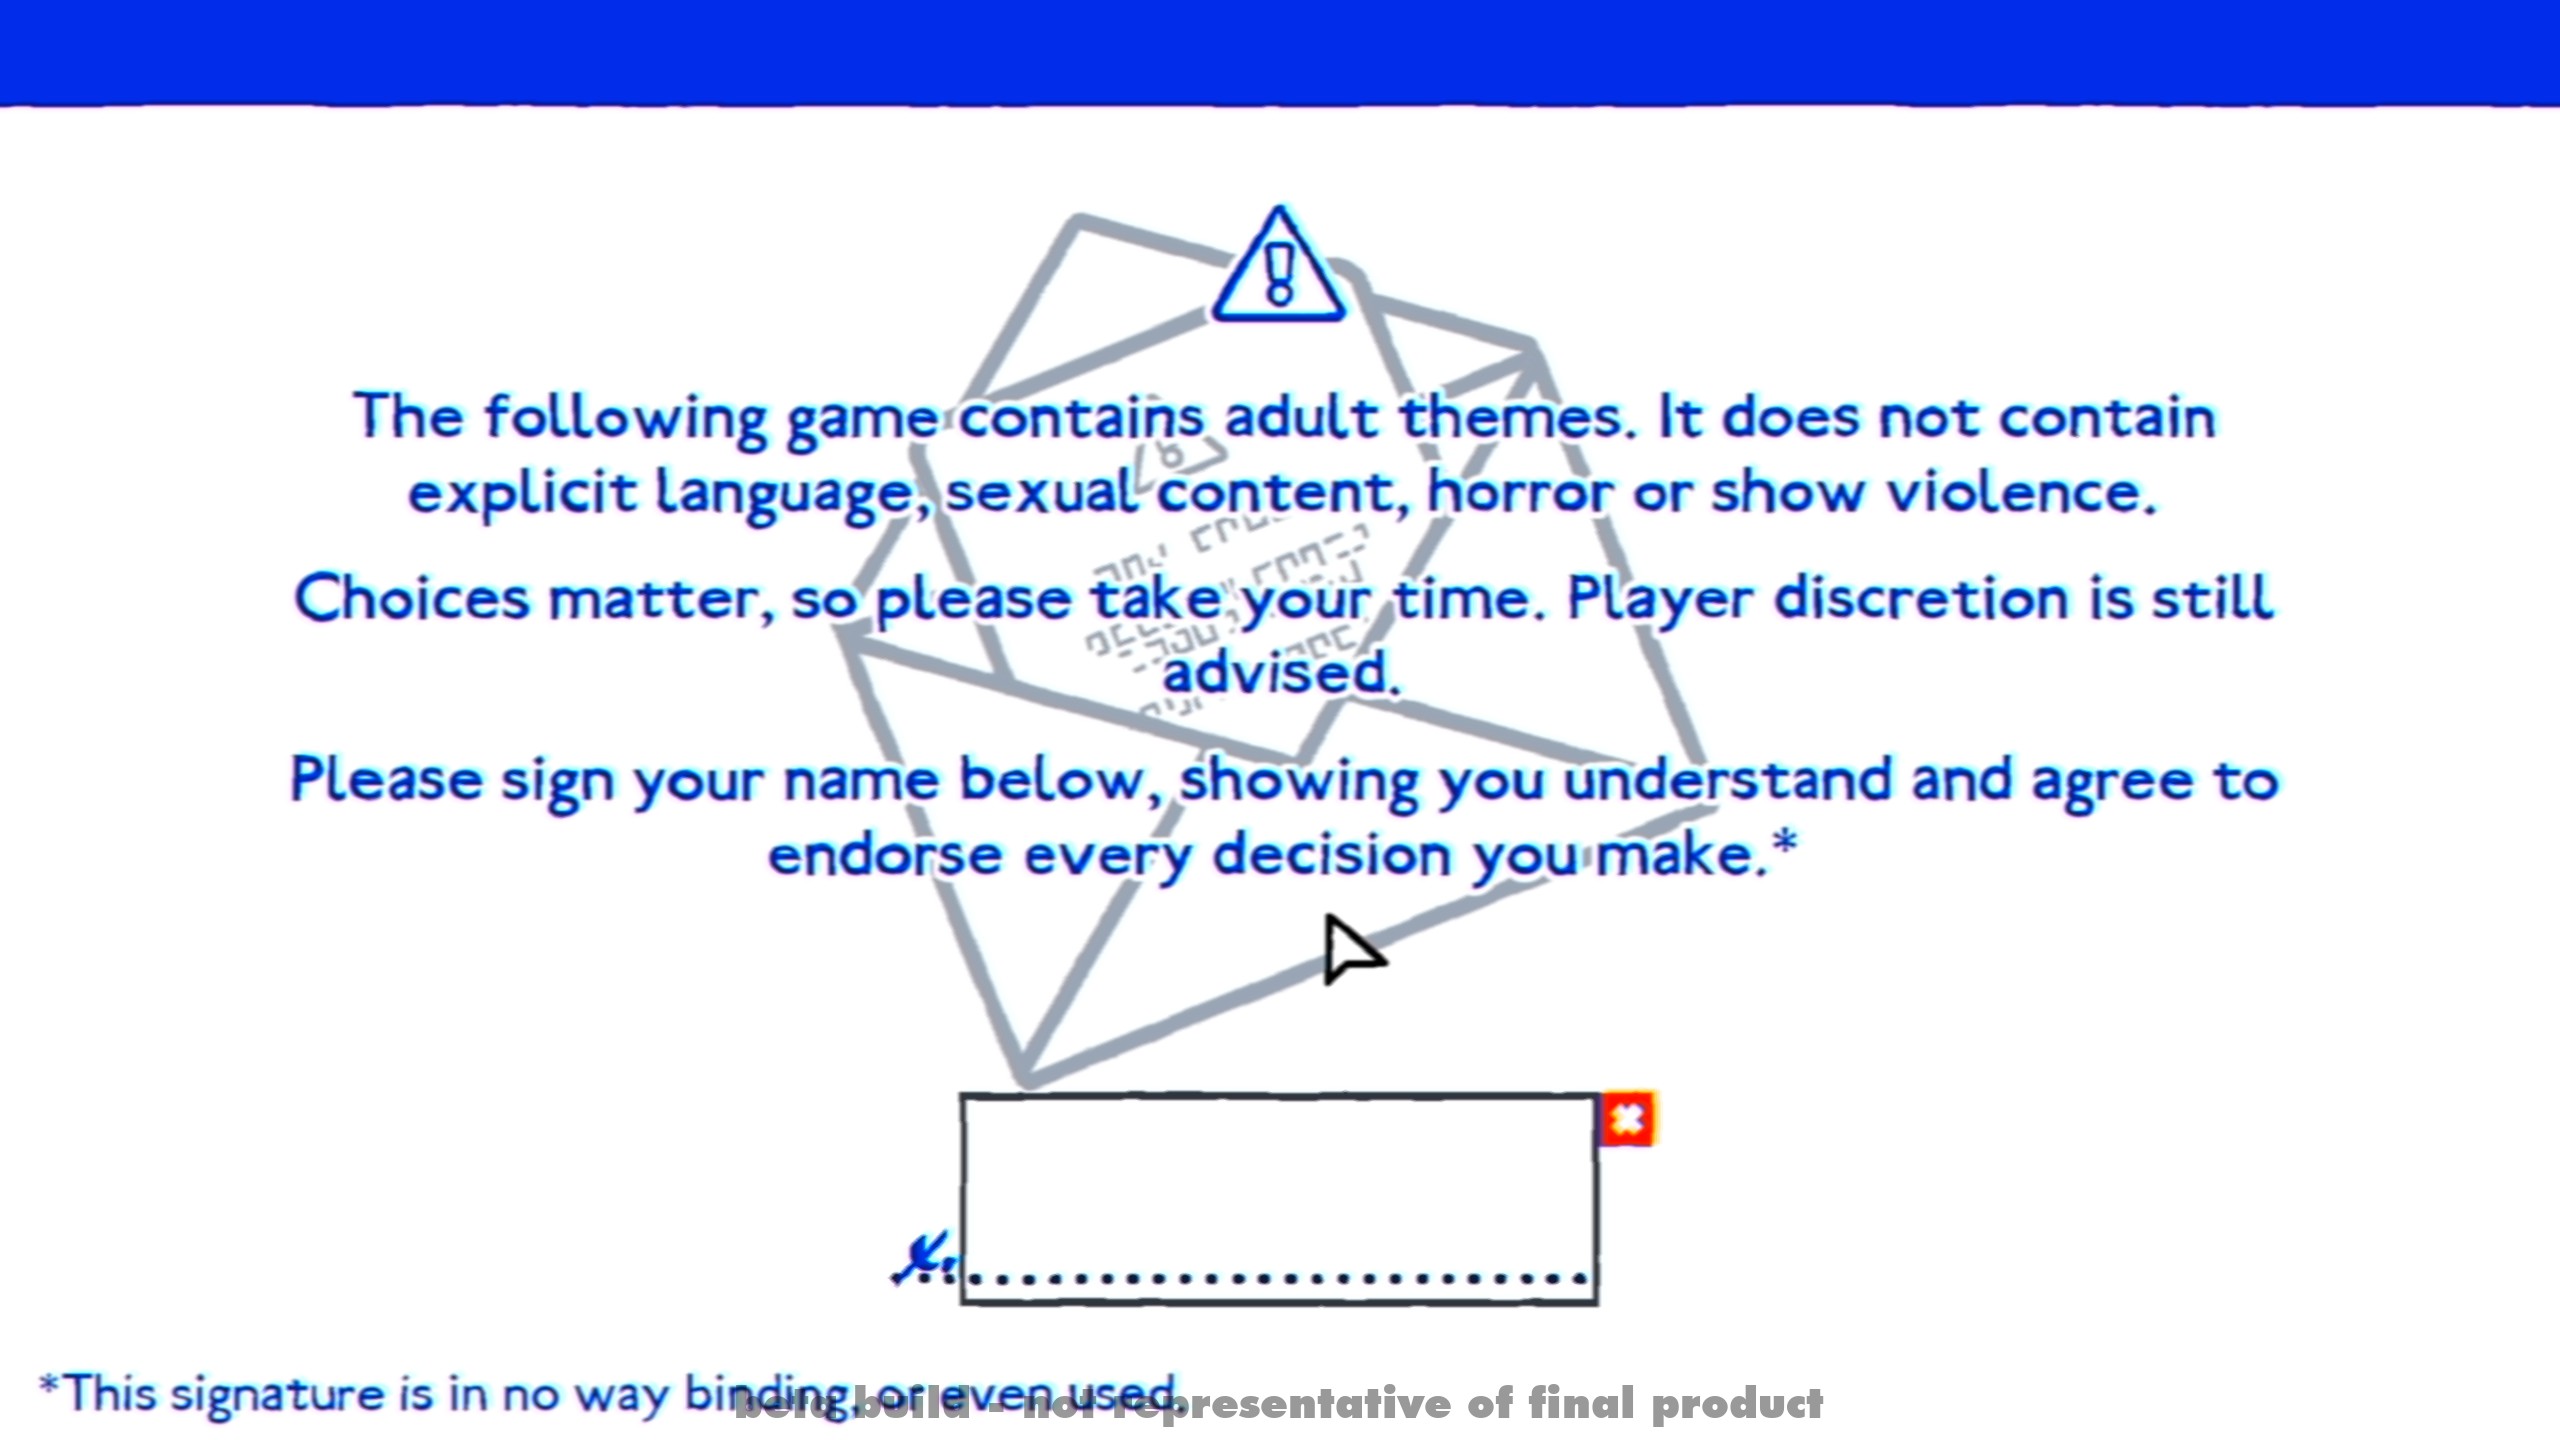 The following game contains adult themes. It does not contain
explicit language, sexual content, horror or show violence.
Choices matter, so please take your time. Player discretion is still
advised.
Please sign your name below, showing you understand and agree to
endorse every decision you make.*
*This signature is in no way binding, or even used.
beta build - not representative of final product